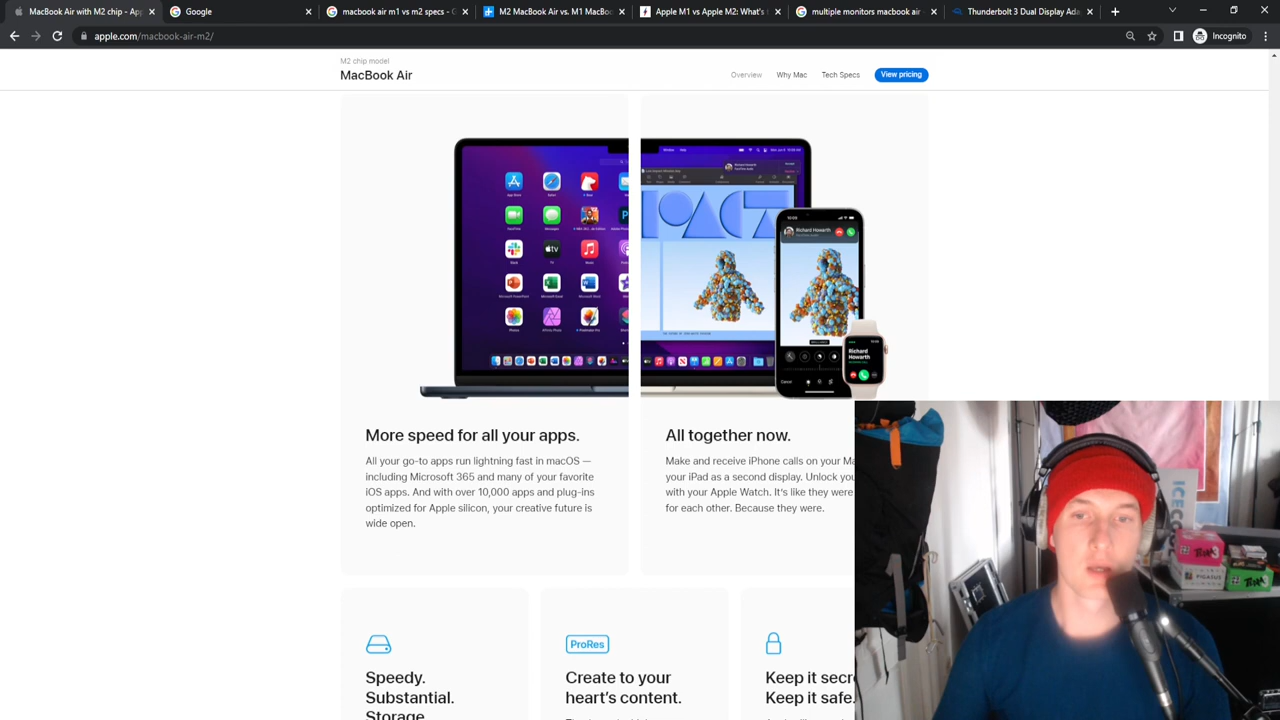 MacBook Air with M2 chip - App
Google
macbook air m1 vs m2 specs - G
M2 MacBook Air vs. M1 MacBo
Apple M1 vs Apple M2: What's
multiple monitors macbook air
Thunderbolt 3 Dual Display Ada
apple.com/macbook-air-m2/
Incognito
M2 chip model
MacBook Air
Overview
Why Mac
Tech Specs
View pricing
Richard Howarth
Richard
Howarth
More speed for all your apps.
All your go-to apps run lightning fast in macOS —
including Microsoft 365 and many of your favorite
iOS apps. And with over 10,000 apps and plug-ins
optimized for Apple silicon, your creative future is
wide open.
All together now.
Make and receive iPhone calls on your Ma
your iPad as a second display. Unlock you
with your Apple Watch. It's like they were
for each other. Because they were.
Speedy.
Substantial.
Storage
ProRes
Create to your
heart's content.
Keep it secr
Keep it safe.